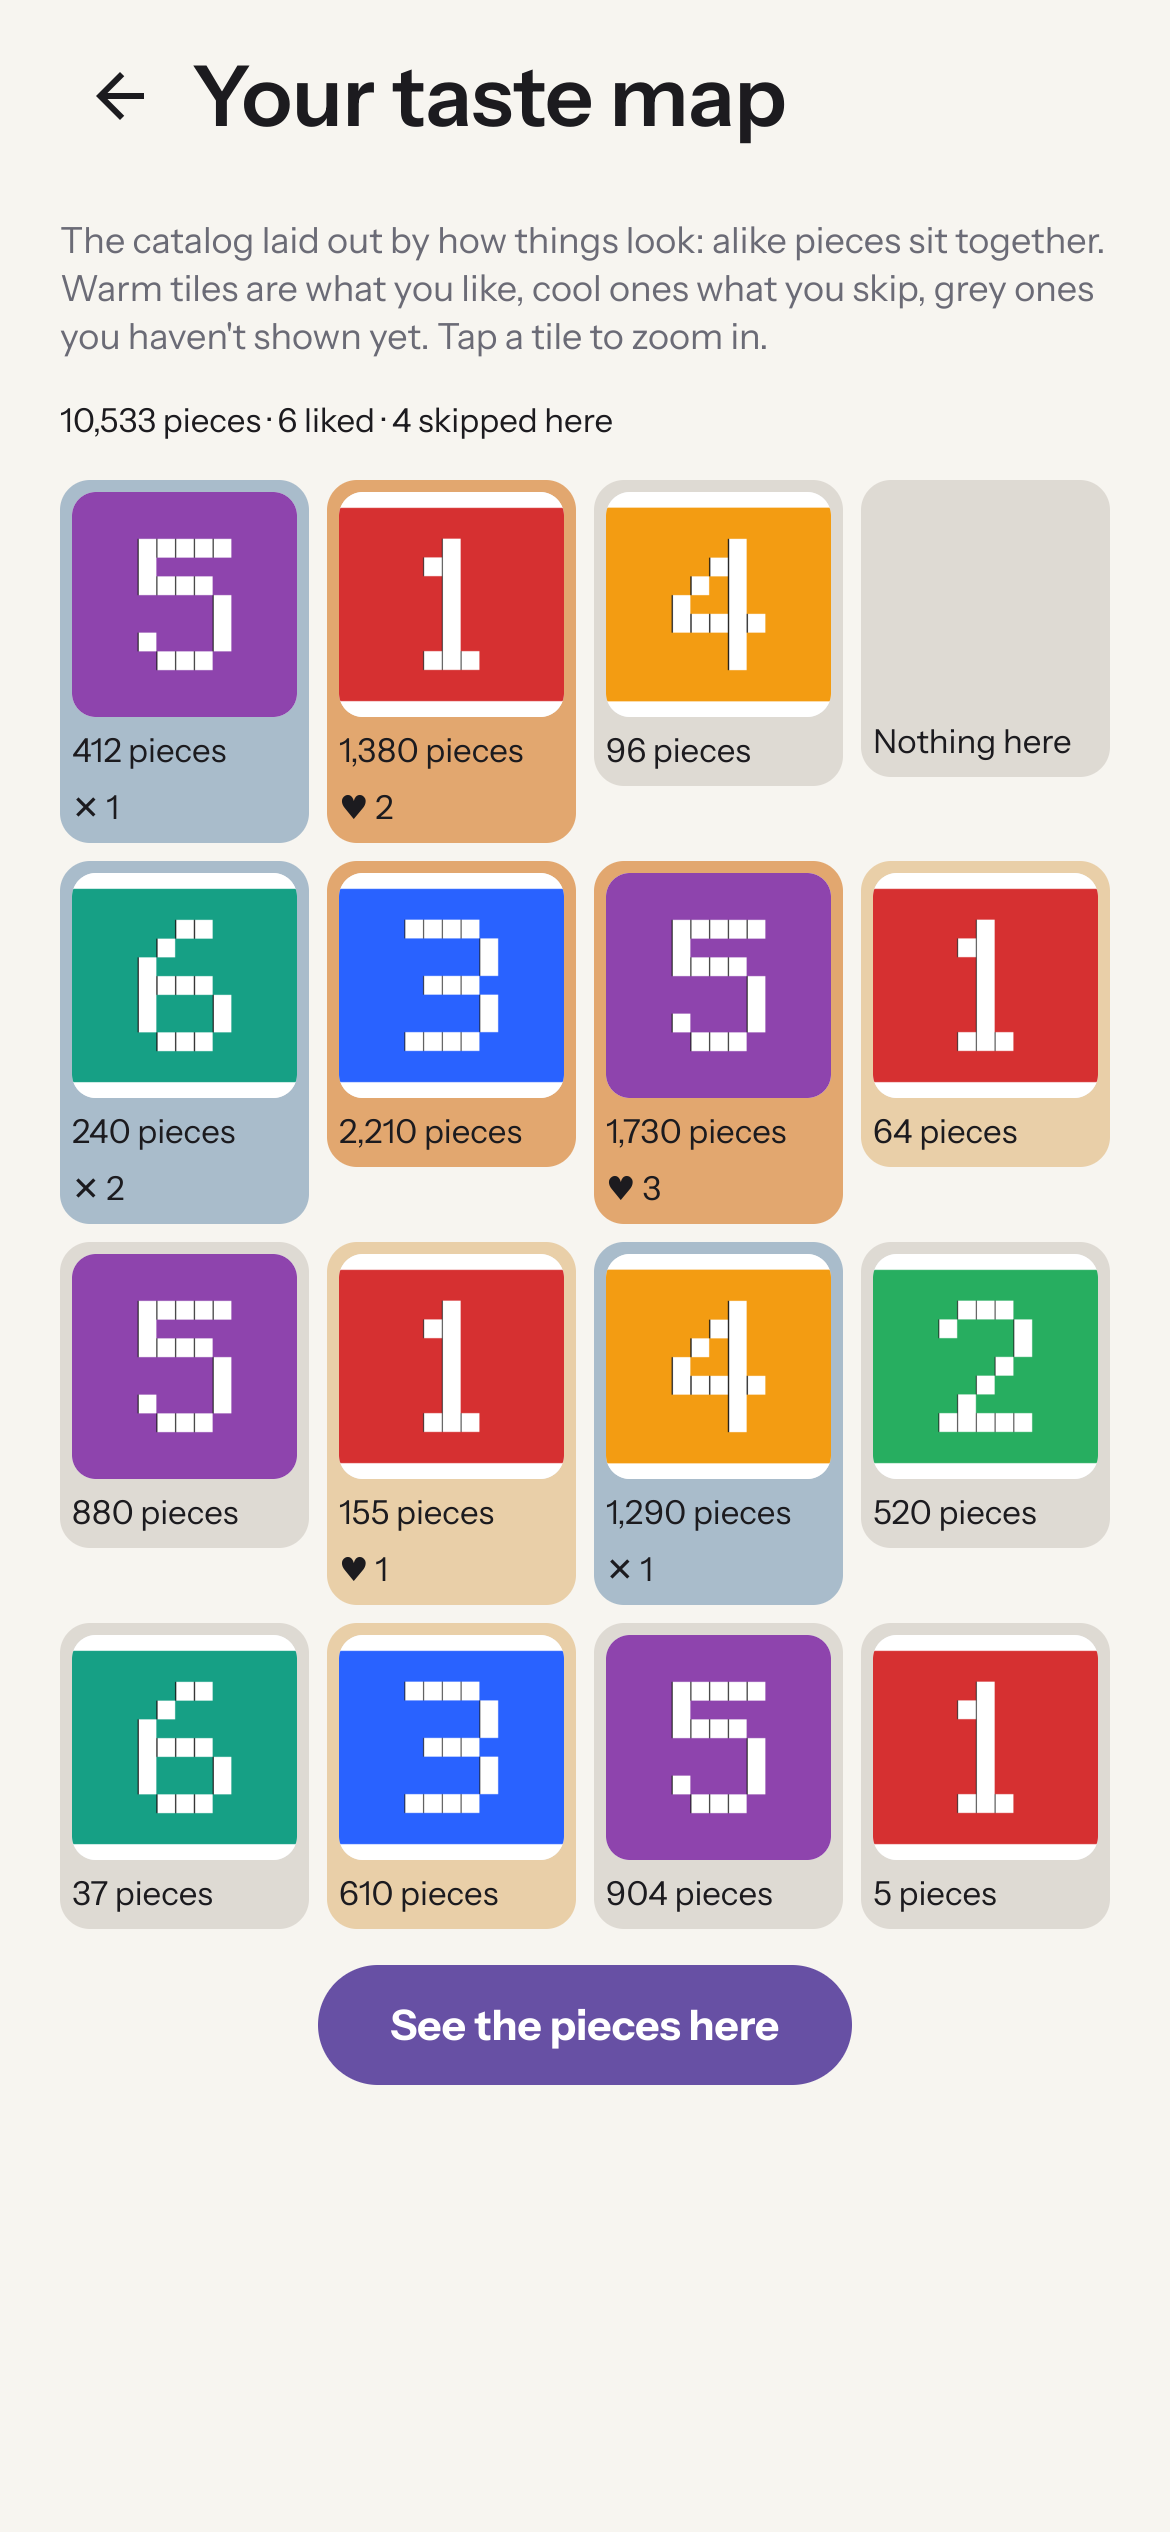 ← Your taste map
The catalog laid out by how things look: alike pieces sit together.
Warm tiles are what you like, cool ones what you skip, grey ones
you haven't shown yet. Tap a tile to zoom in.
10,533 pieces · 6 liked · 4 skipped here
5 1 4
412 pieces 1,380 pieces 96 pieces Nothing here
✕ 1 ♥ 2
6 3 5 1
240 pieces 2,210 pieces 1,730 pieces 64 pieces
✕ 2 ♥ 3
5 1 4 2
880 pieces 155 pieces 1,290 pieces 520 pieces
♥ 1 ✕ 1
6 3 5 1
37 pieces 610 pieces 904 pieces 5 pieces
See the pieces here